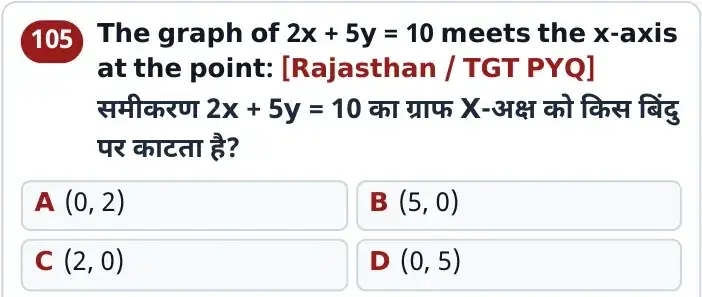 105 The graph of 2x + 5y = 10 meets the x-axis
at the point: [Rajasthan / TGT PYQ]
समीकरण 2x + 5y = 10 का ग्राफ X-अक्ष को किस बिंदु
पर काटता है?
A (0, 2)
B (5, 0)
C (2, 0)
D (0, 5)